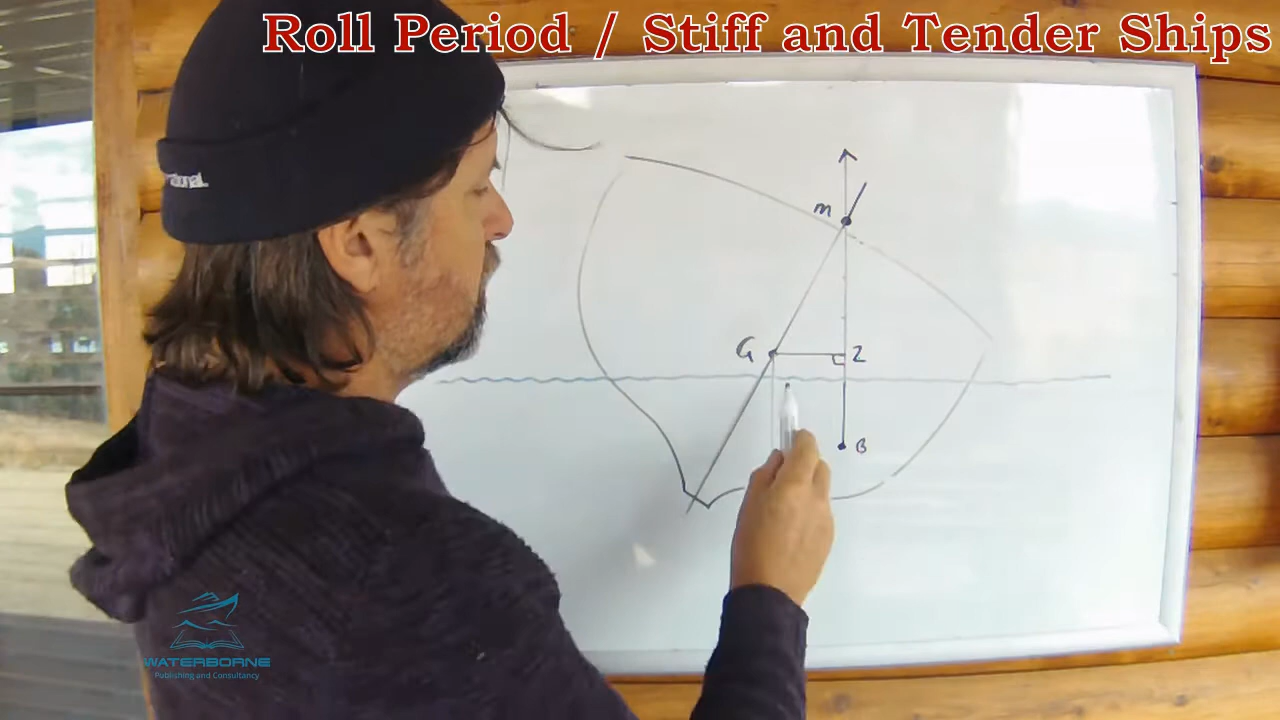 Roll Period / Stiff and Tender Ships
m
G
Z
B
WATERBORNE
Publishing and Consultancy